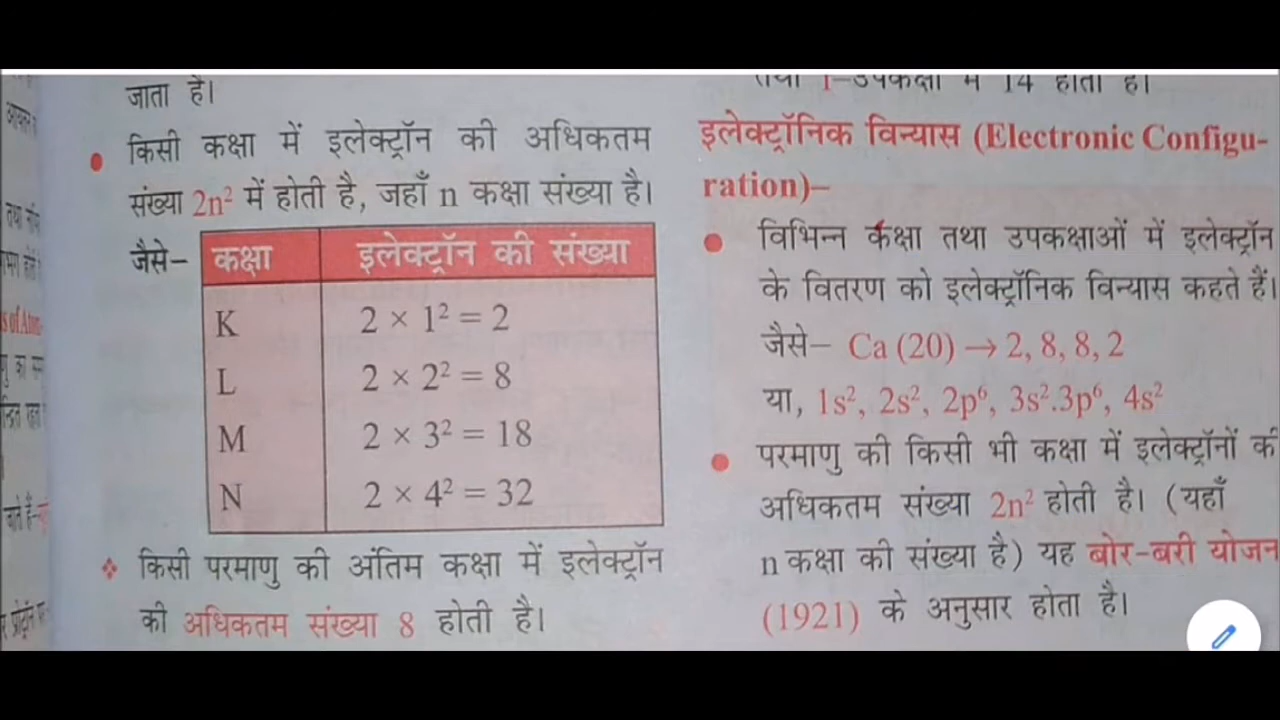 जाता है।
किसी कक्षा में इलेक्ट्रॉन की अधिकतम
संख्या 2n² में होती है, जहाँ n कक्षा संख्या है।
जैसे–
कक्षा इलेक्ट्रॉन की संख्या
K 2 × 1² = 2
L 2 × 2² = 8
M 2 × 3² = 18
N 2 × 4² = 32
किसी परमाणु की अंतिम कक्षा में इलेक्ट्रॉन
की अधिकतम संख्या 8 होती है।
14 होता है।
इलेक्ट्रॉनिक विन्यास (Electronic Configu-
ration)–
विभिन्न कक्षा तथा उपकक्षाओं में इलेक्ट्रॉन
के वितरण को इलेक्ट्रॉनिक विन्यास कहते हैं।
जैसे– Ca (20) → 2, 8, 8, 2
या, 1s², 2s², 2p⁶, 3s².3p⁶, 4s²
परमाणु की किसी भी कक्षा में इलेक्ट्रॉनों की
अधिकतम संख्या 2n² होती है। (यहाँ
n कक्षा की संख्या है) यह बोर-बरी योजन
(1921) के अनुसार होता है।